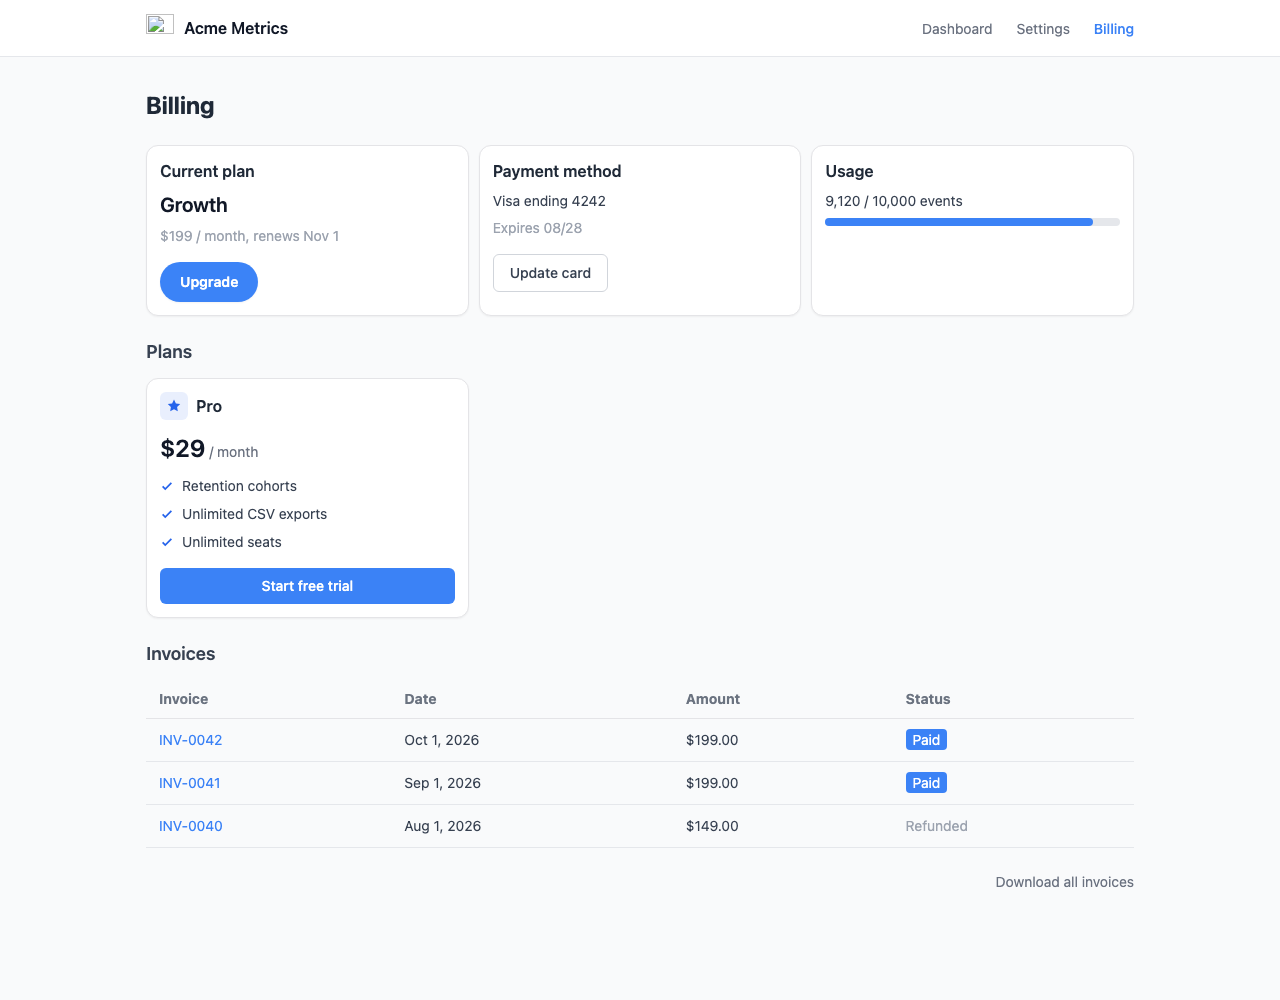 Acme Metrics
Dashboard Settings Billing
Billing
Current plan
Growth
$199 / month, renews Nov 1
Upgrade
Payment method
Visa ending 4242
Expires 08/28
Update card
Usage
9,120 / 10,000 events
Plans
Pro
$29 / month
Retention cohorts
Unlimited CSV exports
Unlimited seats
Start free trial
Invoices
Invoice Date Amount Status
INV-0042 Oct 1, 2026 $199.00 Paid
INV-0041 Sep 1, 2026 $199.00 Paid
INV-0040 Aug 1, 2026 $149.00 Refunded
Download all invoices